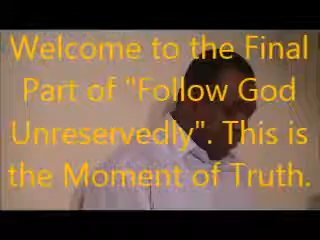 Welcome to the Final
Part of "Follow God
Unreservedly". This is
the Moment of Truth.